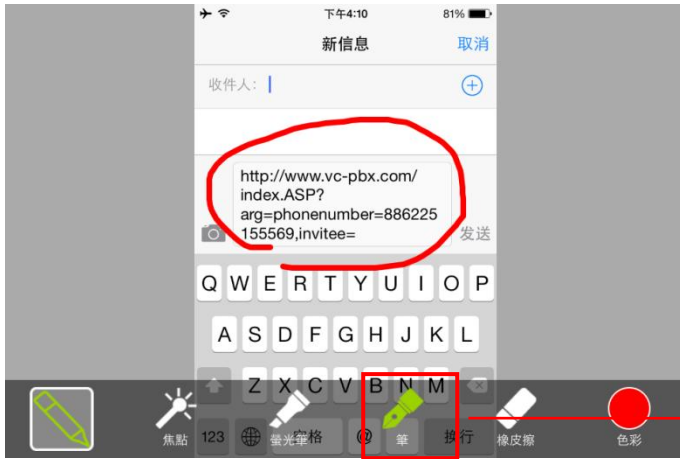 下午4:10
81%
新信息
取消
收件人:
http://www.vc-pbx.com/
index.ASP?
arg=phonenumber=886225
155569,invitee=
发送
Q W E R T Y U I O P
A S D F G H J K L
Z X C V B N M
123 空格 @ 换行
焦點 螢光筆 筆 橡皮擦 色彩